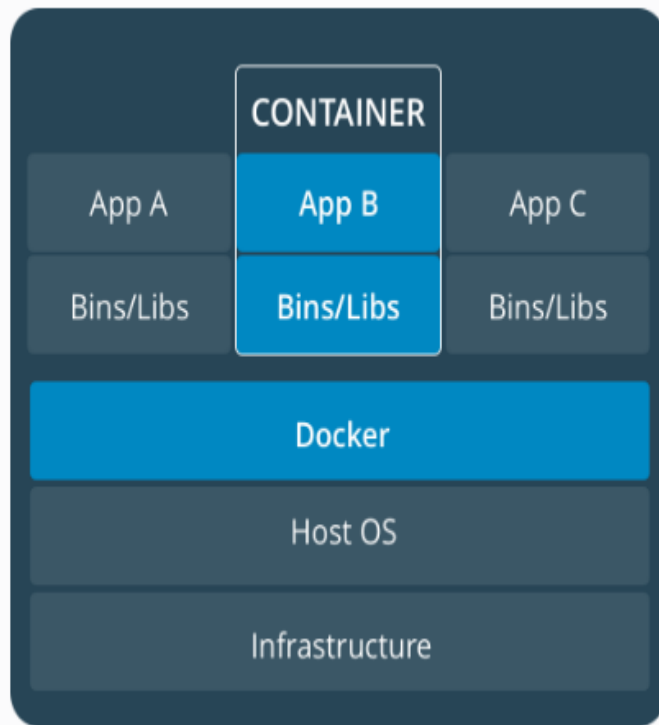 CONTAINER
App A App B App C
Bins/Libs Bins/Libs Bins/Libs
Docker
Host OS
Infrastructure